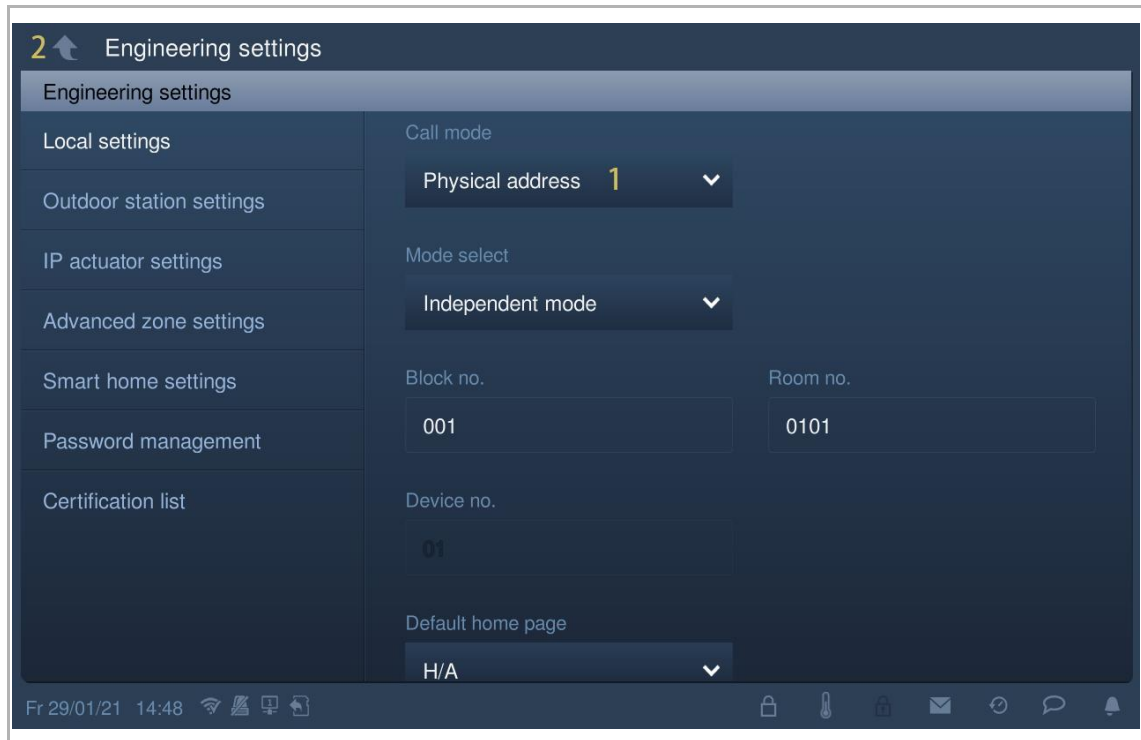 2 Engineering settings
Engineering settings
Local settings
Outdoor station settings
IP actuator settings
Advanced zone settings
Smart home settings
Password management
Certification list
Call mode
Physical address 1
Mode select
Independent mode
Block no. Room no.
001 0101
Device no.
01
Default home page
H/A
Fr 29/01/21 14:48